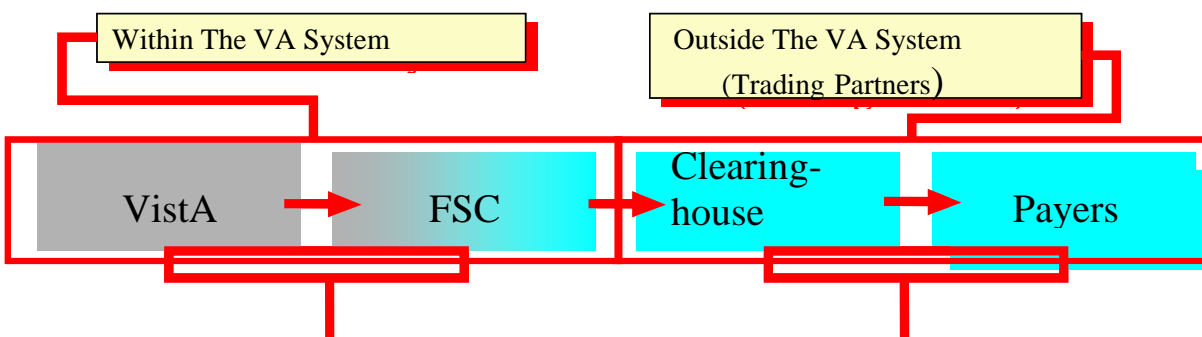 Within The VA System
Outside The VA System
(Trading Partners)
VistA
FSC
Clearing-
house
Payers